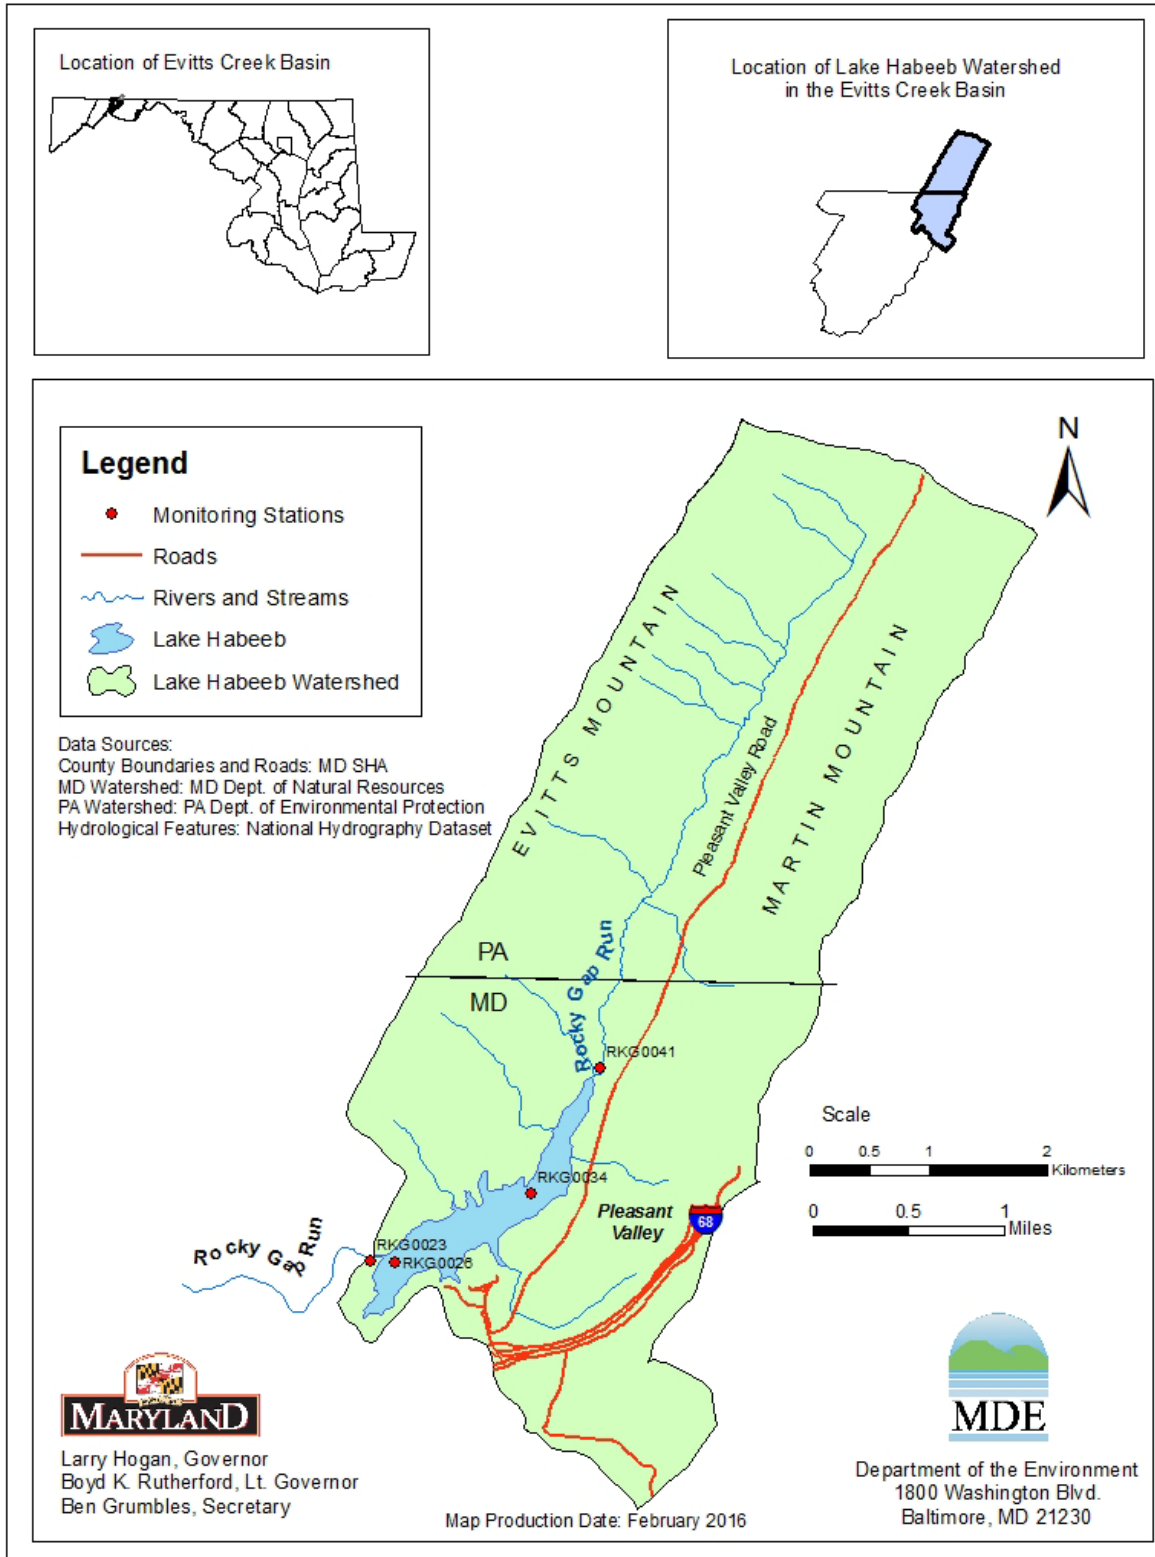 Location of Evitts Creek Basin
Location of Lake Habeeb Watershed
in the Evitts Creek Basin
Legend
Monitoring Stations
Roads
Rivers and Streams
Lake Habeeb
Lake Habeeb Watershed
Data Sources:
County Boundaries and Roads: MD SHA
MD Watershed: MD Dept. of Natural Resources
PA Watershed: PA Dept. of Environmental Protection
Hydrological Features: National Hydrography Dataset
N
EVITTS MOUNTAIN
MARTIN MOUNTAIN
Pleasant Valley Road
PA
MD
Rocky Gap Run
RKG0041
RKG0034
Pleasant
Valley
68
Rocky Gap Run
RKG0023
RKG0026
Scale
0 0.5 1 2
Kilometers
0 0.5 1
Miles
MARYLAND
Larry Hogan, Governor
Boyd K. Rutherford, Lt. Governor
Ben Grumbles, Secretary
Map Production Date: February 2016
MDE
Department of the Environment
1800 Washington Blvd.
Baltimore, MD 21230